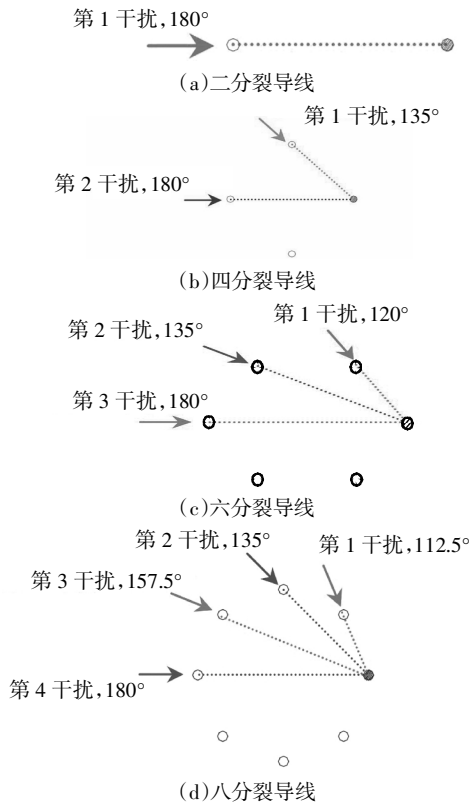 第 1 干扰，180°
(a)二分裂导线
第 1 干扰，135°
第 2 干扰，180°
(b)四分裂导线
第 1 干扰，120°
第 2 干扰，135°
第 3 干扰，180°
(c)六分裂导线
第 2 干扰，135°
第 1 干扰，112.5°
第 3 干扰，157.5°
第 4 干扰，180°
(d)八分裂导线